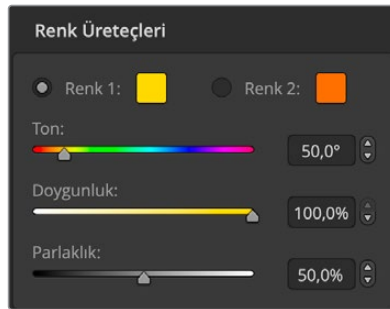 Renk Üreteçleri
Renk 1: Renk 2:
Ton:
50,0°
Doygunluk:
100,0%
Parlaklık:
50,0%